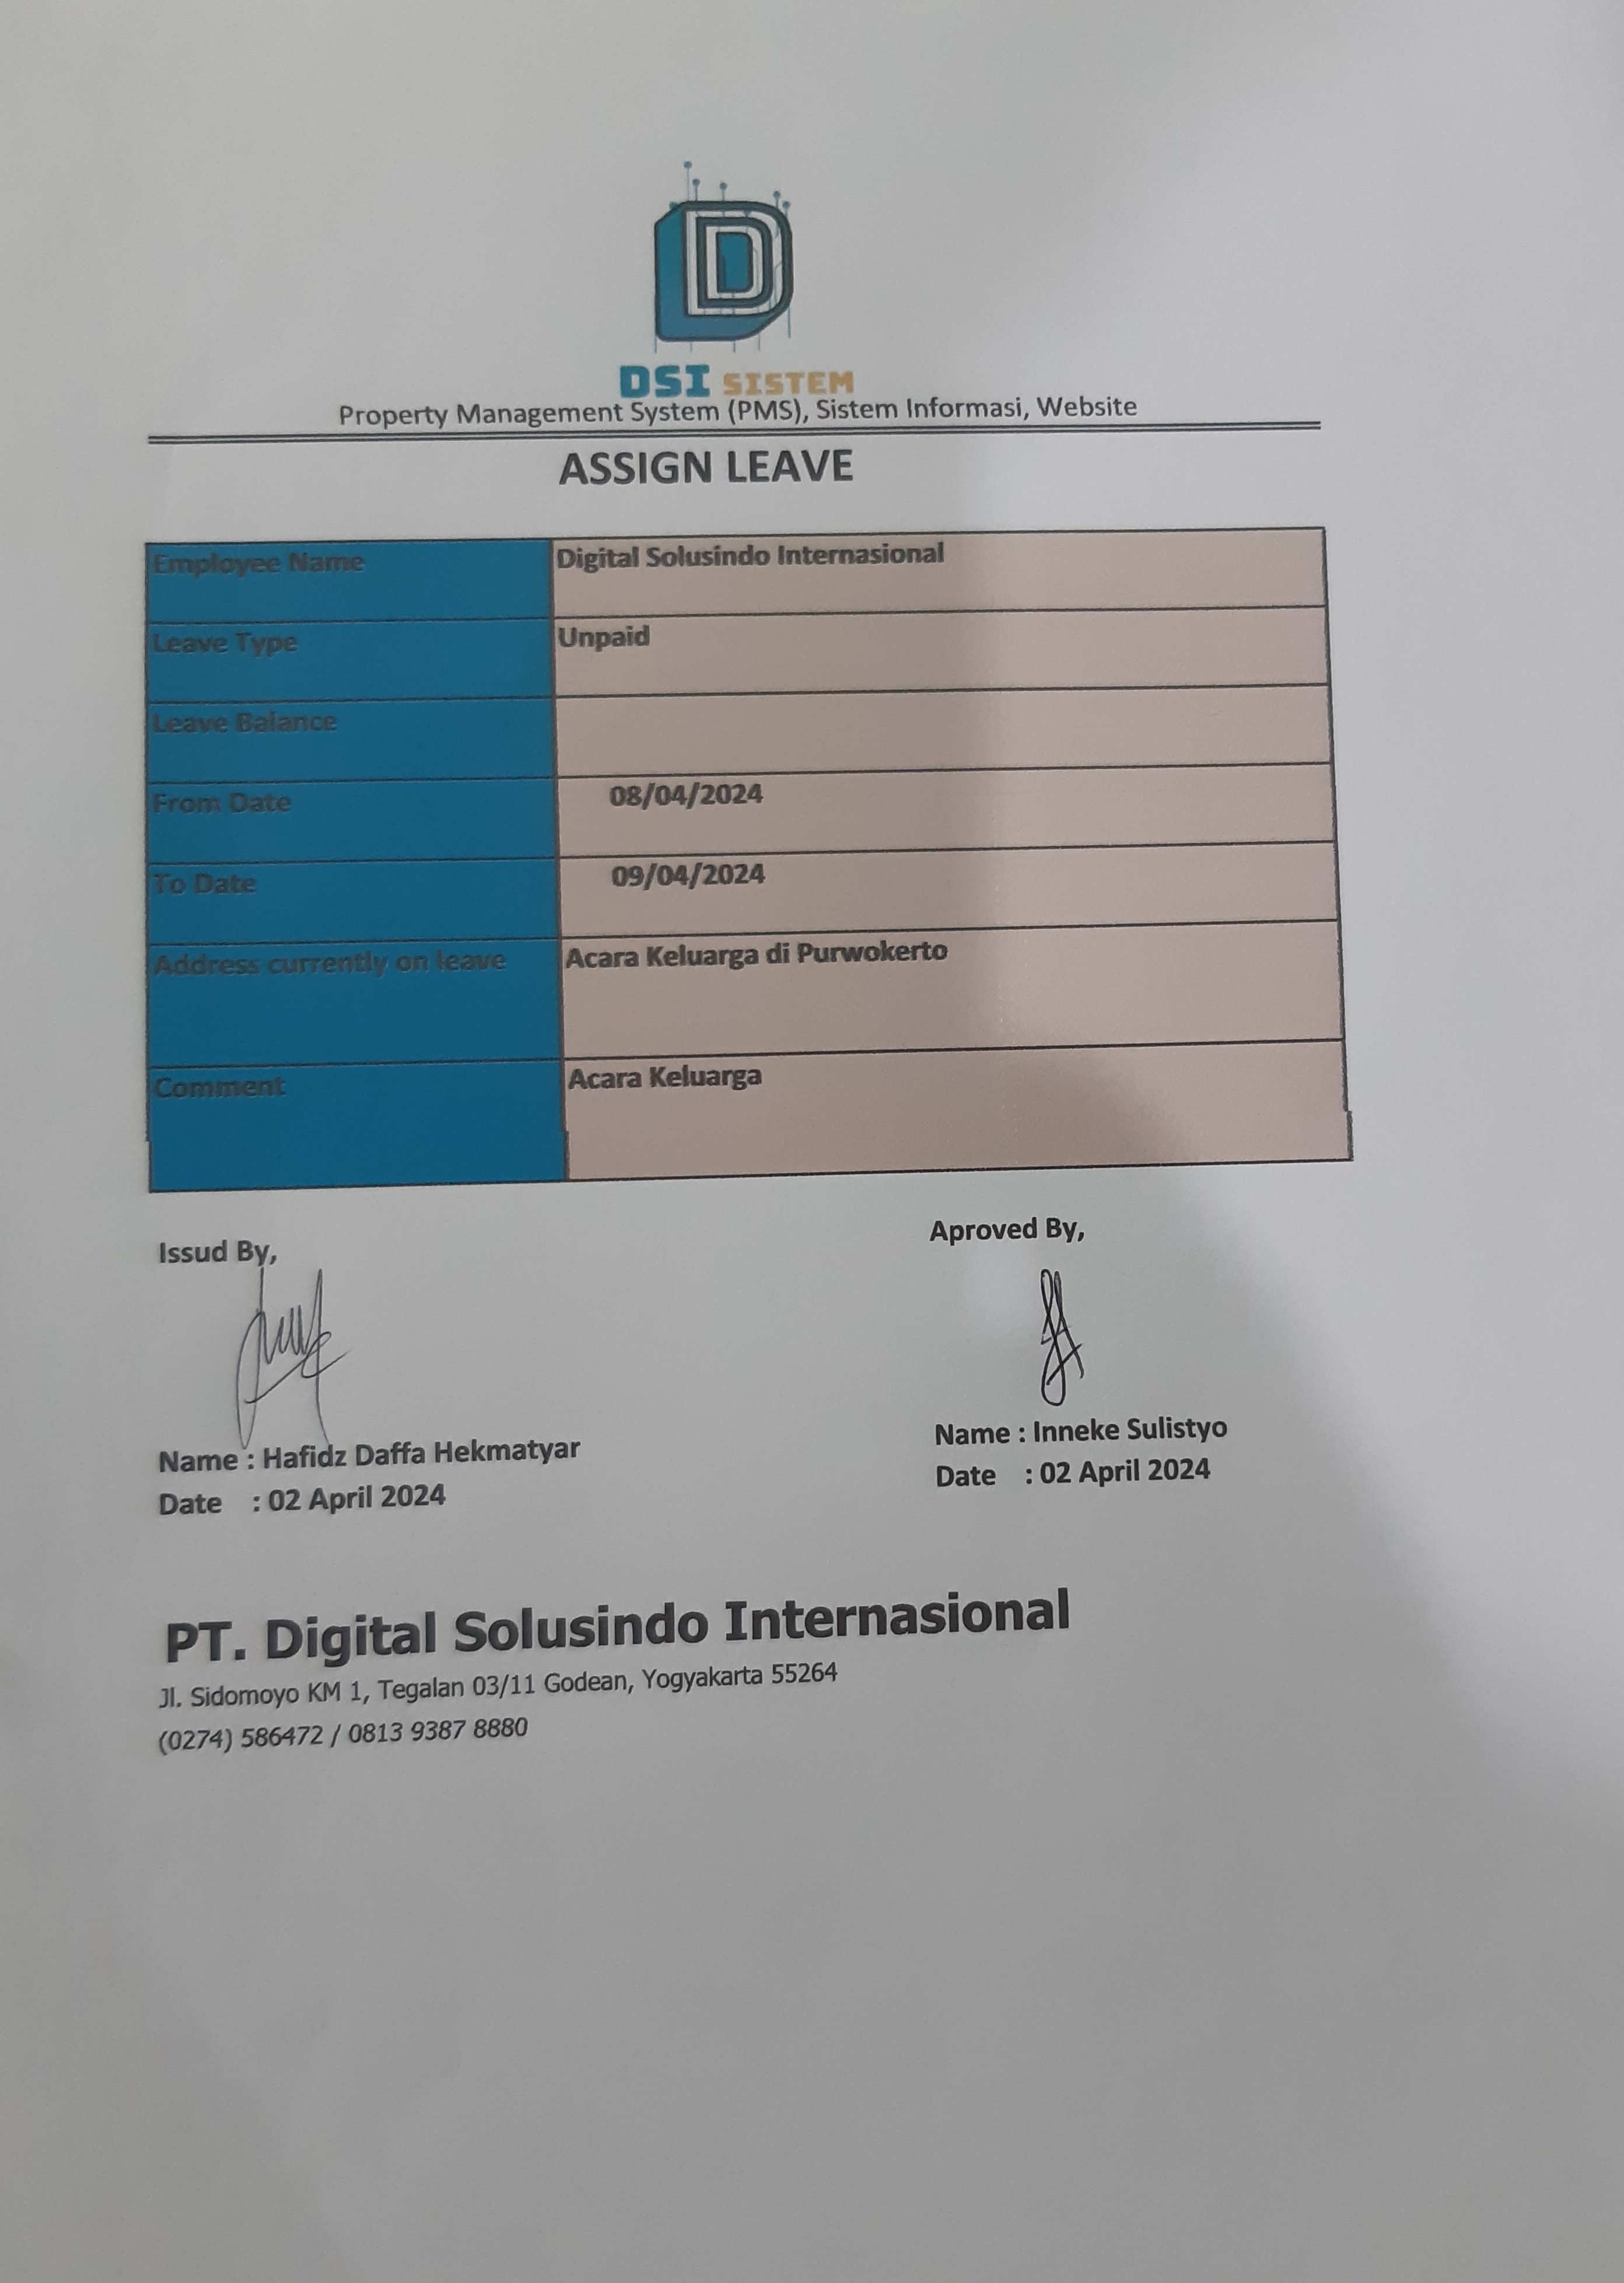 D
DSI SISTEM
Property Management System (PMS), Sistem Informasi, Website
ASSIGN LEAVE
Employee Name Digital Solusindo Internasional
Leave Type Unpaid
Leave Balance
From Date 08/04/2024
To Date 09/04/2024
Address currently on leave Acara Keluarga di Purwokerto
Comment Acara Keluarga
Issud By, Aproved By,
Name : Hafidz Daffa Hekmatyar Name : Inneke Sulistyo
Date : 02 April 2024 Date : 02 April 2024
PT. Digital Solusindo Internasional
Jl. Sidomoyo KM 1, Tegalan 03/11 Godean, Yogyakarta 55264
(0274) 586472 / 0813 9387 8880